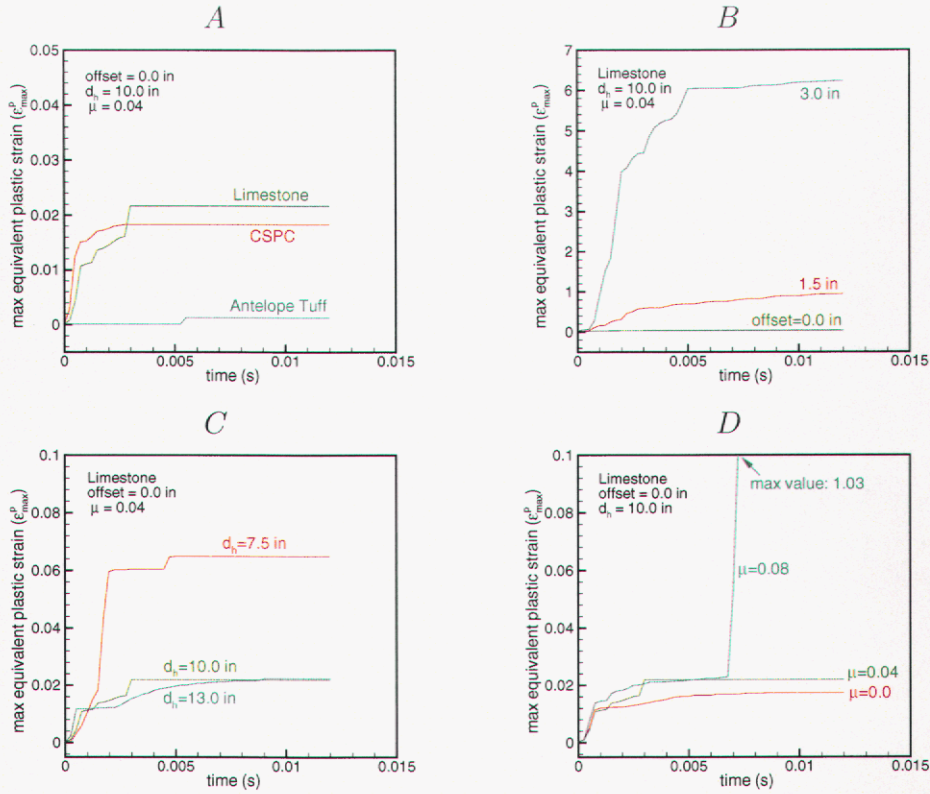 A
max equivalent plastic strain (ε^p_max)
0.05
0.04
0.03
0.02
0.01
0
offset = 0.0 in
d_h = 10.0 in
μ = 0.04
Limestone
CSPC
Antelope Tuff
0 0.005 0.01 0.015
time (s)
B
max equivalent plastic strain (ε^p_max)
7
6
5
4
3
2
1
0
Limestone
d_h = 10.0 in
μ = 0.04
3.0 in
1.5 in
offset=0.0 in
0 0.005 0.01 0.015
time (s)
C
max equivalent plastic strain (ε^p_max)
0.1
0.08
0.06
0.04
0.02
0
Limestone
offset = 0.0 in
μ = 0.04
d_h=7.5 in
d_h=10.0 in
d_h=13.0 in
0 0.005 0.01 0.015
time (s)
D
max equivalent plastic strain (ε^p_max)
0.1
0.08
0.06
0.04
0.02
0
Limestone
offset = 0.0 in
d_h = 10.0 in
max value: 1.03
μ=0.08
μ=0.04
μ=0.0
0 0.005 0.01 0.015
time (s)